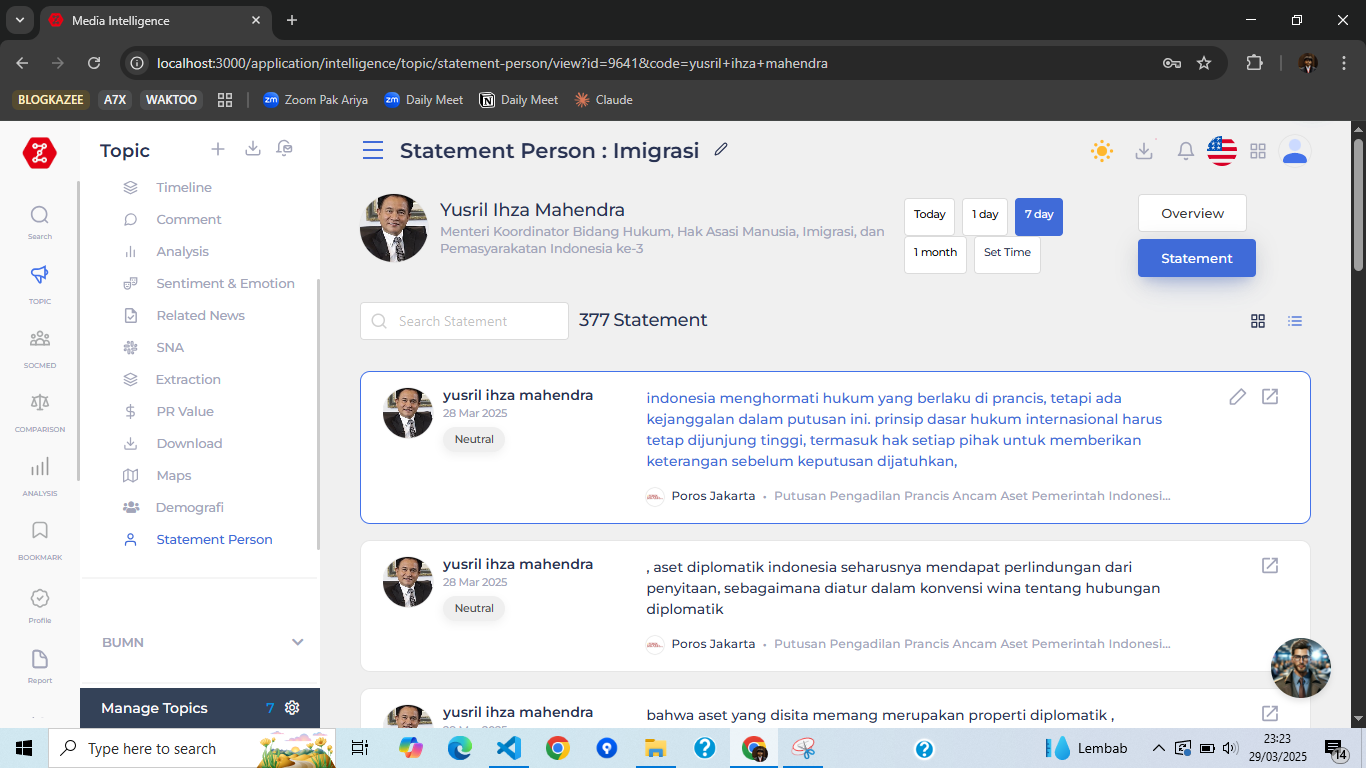 Media Intelligence
localhost:3000/application/intelligence/topic/statement-person/view?id=9641&code=yusril+ihza+mahendra
BLOGKAZEE
A7X
WAKTOO
Zoom Pak Ariya
Daily Meet
Daily Meet
Claude
Topic
Timeline
Comment
Analysis
Sentiment & Emotion
Related News
SNA
Extraction
PR Value
Download
Maps
Demografi
Statement Person
BUMN
Manage Topics 7
Search
TOPIC
SOCMED
COMPARISON
ANALYSIS
BOOKMARK
Profile
Report
Statement Person : Imigrasi
Yusril Ihza Mahendra
Menteri Koordinator Bidang Hukum, Hak Asasi Manusia, Imigrasi, dan
Pemasyarakatan Indonesia ke-3
Today
1 day
7 day
1 month
Set Time
Overview
Statement
Search Statement
377 Statement
yusril ihza mahendra
28 Mar 2025
Neutral
indonesia menghormati hukum yang berlaku di prancis, tetapi ada
kejanggalan dalam putusan ini. prinsip dasar hukum internasional harus
tetap dijunjung tinggi, termasuk hak setiap pihak untuk memberikan
keterangan sebelum keputusan dijatuhkan,
Poros Jakarta • Putusan Pengadilan Prancis Ancam Aset Pemerintah Indonesi...
yusril ihza mahendra
28 Mar 2025
Neutral
, aset diplomatik indonesia seharusnya mendapat perlindungan dari
penyitaan, sebagaimana diatur dalam konvensi wina tentang hubungan
diplomatik
Poros Jakarta • Putusan Pengadilan Prancis Ancam Aset Pemerintah Indonesi...
yusril ihza mahendra
bahwa aset yang disita memang merupakan properti diplomatik ,
Type here to search
Lembab
23:23
29/03/2025
14